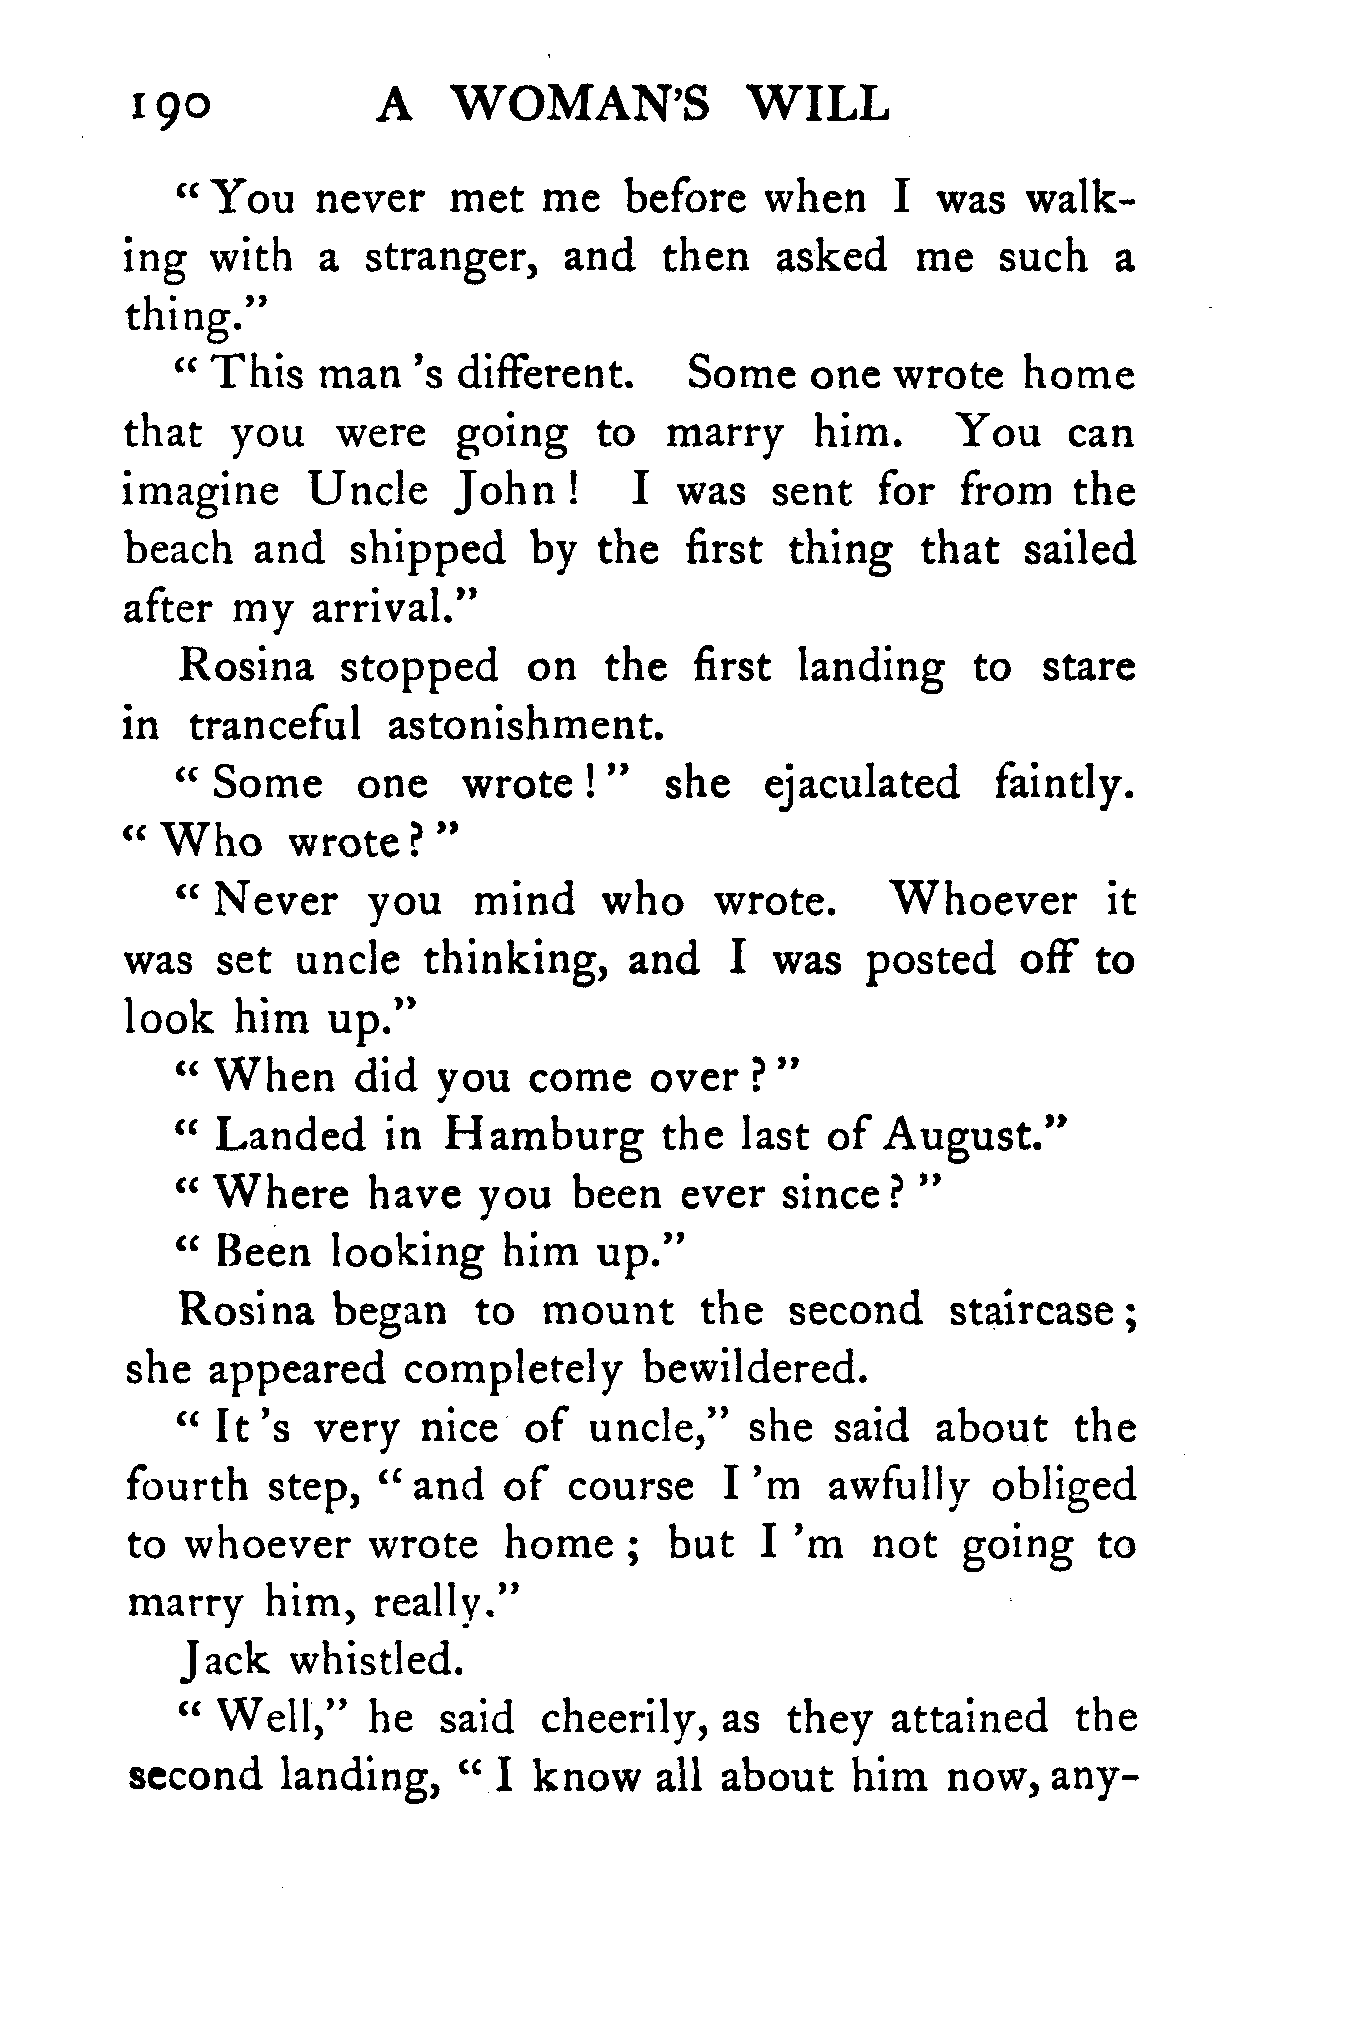 190 A WOMAN'S WILL
“ You never met me before when I was walk-
ing with a stranger, and then asked me such a
thing.”
“ This man 's different. Some one wrote home
that you were going to marry him. You can
imagine Uncle John ! I was sent for from the
beach and shipped by the first thing that sailed
after my arrival.”
Rosina stopped on the first landing to stare
in tranceful astonishment.
“ Some one wrote ! ” she ejaculated faintly.
“ Who wrote ? ”
“ Never you mind who wrote. Whoever it
was set uncle thinking, and I was posted off to
look him up.”
“ When did you come over ? ”
“ Landed in Hamburg the last of August.”
“ Where have you been ever since ? ”
“ Been looking him up.”
Rosina began to mount the second staircase ;
she appeared completely bewildered.
“ It 's very nice of uncle,” she said about the
fourth step, “ and of course I 'm awfully obliged
to whoever wrote home ; but I 'm not going to
marry him, really.”
Jack whistled.
“ Well,” he said cheerily, as they attained the
second landing, “ I know all about him now, any-